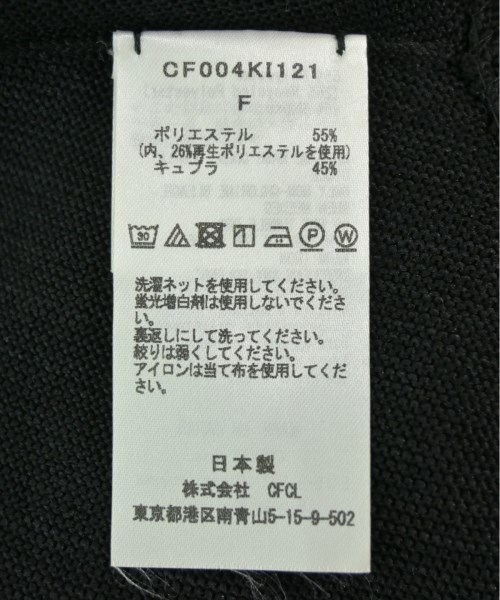 CF004KI121
F
ポリエステル 55%
(内、26%再生ポリエステルを使用)
キュプラ 45%
30 P W
洗濯ネットを使用してください。
蛍光増白剤は使用しないでくださ
い。
裏返しにして洗ってください。
絞りは弱くしてください。
アイロンは当て布を使用してくだ
さい。
日本製
株式会社 CFCL
東京都港区南青山5-15-9-502